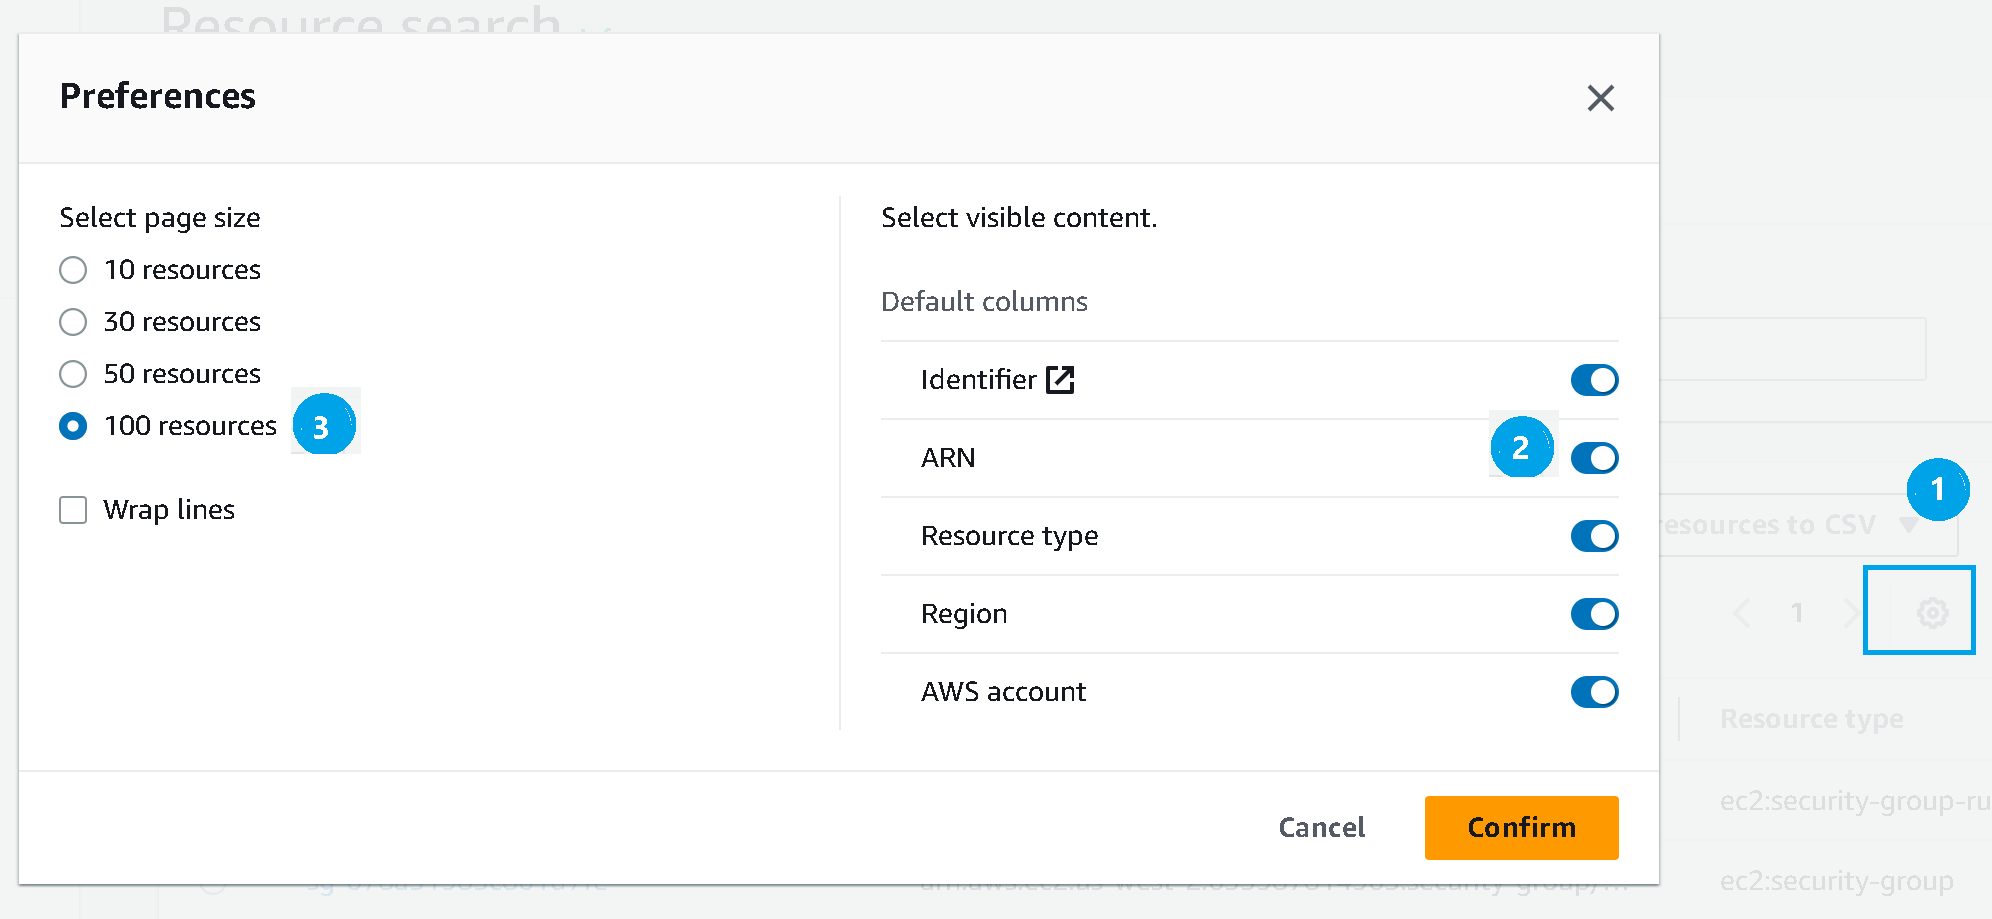 Resource search
Preferences
Select page size
10 resources
30 resources
50 resources
100 resources
3
Wrap lines
Select visible content.
Default columns
Identifier
ARN
2
Resource type
Region
AWS account
Cancel
Confirm
1
resources to CSV
1
Resource type
ec2:security-group-ru
ec2:security-group